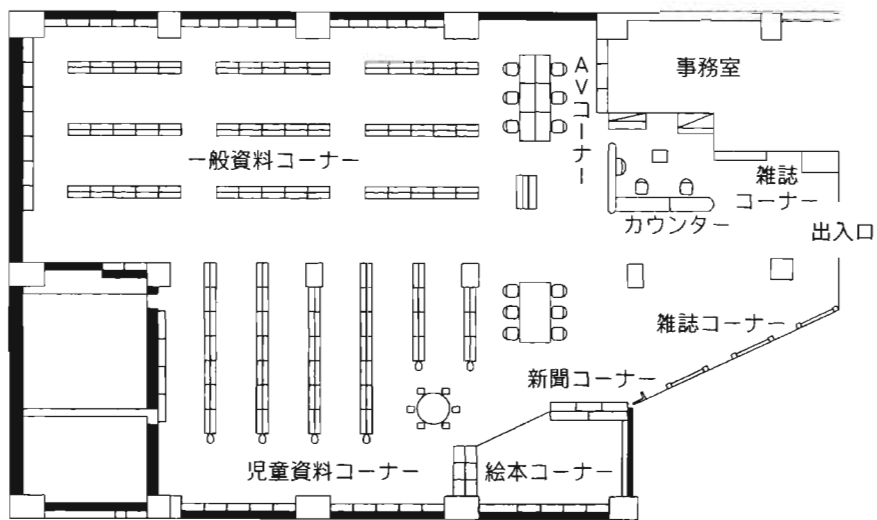 事務室
AVコーナー
一般資料コーナー
雑誌
コーナー
カウンター
出入口
雑誌コーナー
新聞コーナー
児童資料コーナー
絵本コーナー